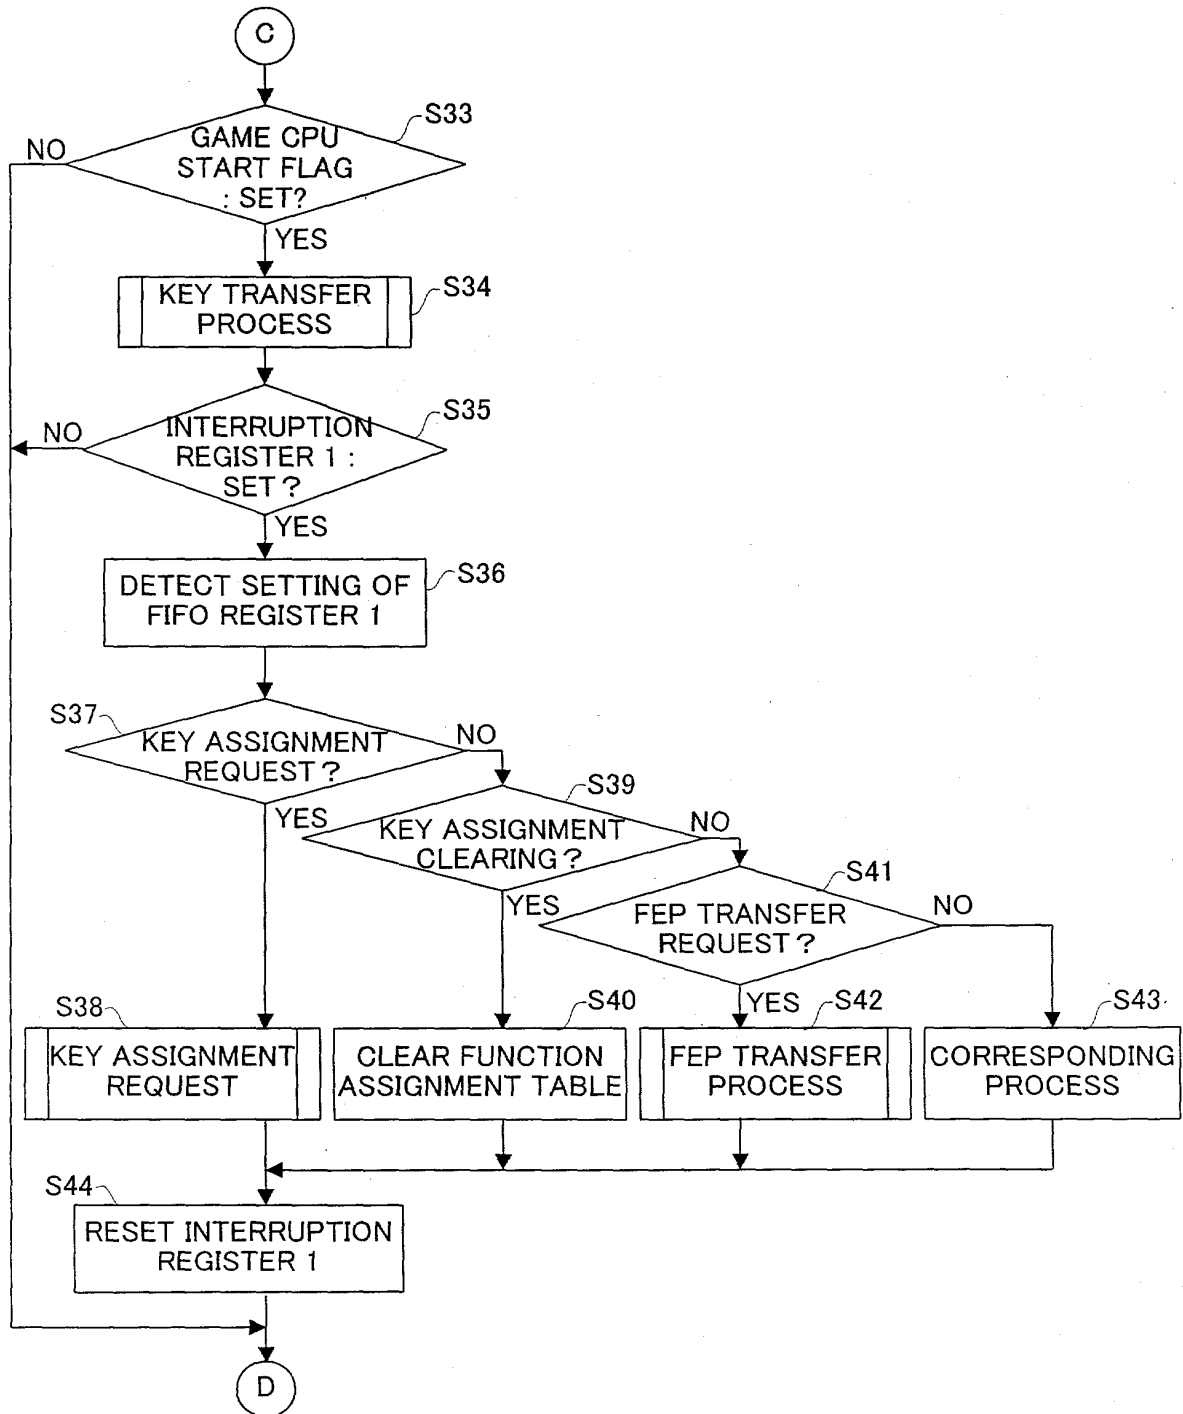 C
S33
GAME CPU
START FLAG
: SET?
NO
YES
S34
KEY TRANSFER
PROCESS
S35
INTERRUPTION
REGISTER 1 :
SET ?
NO
YES
S36
DETECT SETTING OF
FIFO REGISTER 1
S37
KEY ASSIGNMENT
REQUEST ?
NO
YES
S39
KEY ASSIGNMENT
CLEARING ?
NO
YES
S41
FEP TRANSFER
REQUEST ?
NO
YES
S38
KEY ASSIGNMENT
REQUEST
S40
CLEAR FUNCTION
ASSIGNMENT TABLE
S42
FEP TRANSFER
PROCESS
S43
CORRESPONDING
PROCESS
S44
RESET INTERRUPTION
REGISTER 1
D